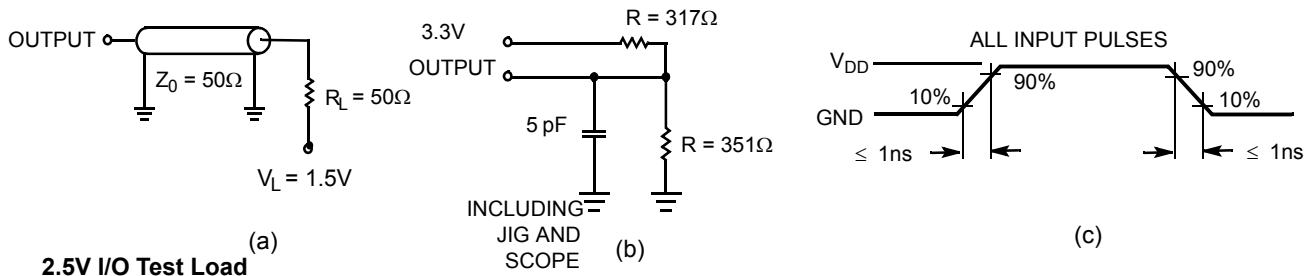 OUTPUT
Z0 = 50Ω
RL = 50Ω
VL = 1.5V
(a)
2.5V I/O Test Load
R = 317Ω
3.3V
OUTPUT
5 pF
R = 351Ω
INCLUDING
JIG AND
SCOPE
(b)
ALL INPUT PULSES
VDD
90%
90%
10%
10%
GND
≤ 1ns
≤ 1ns
(c)